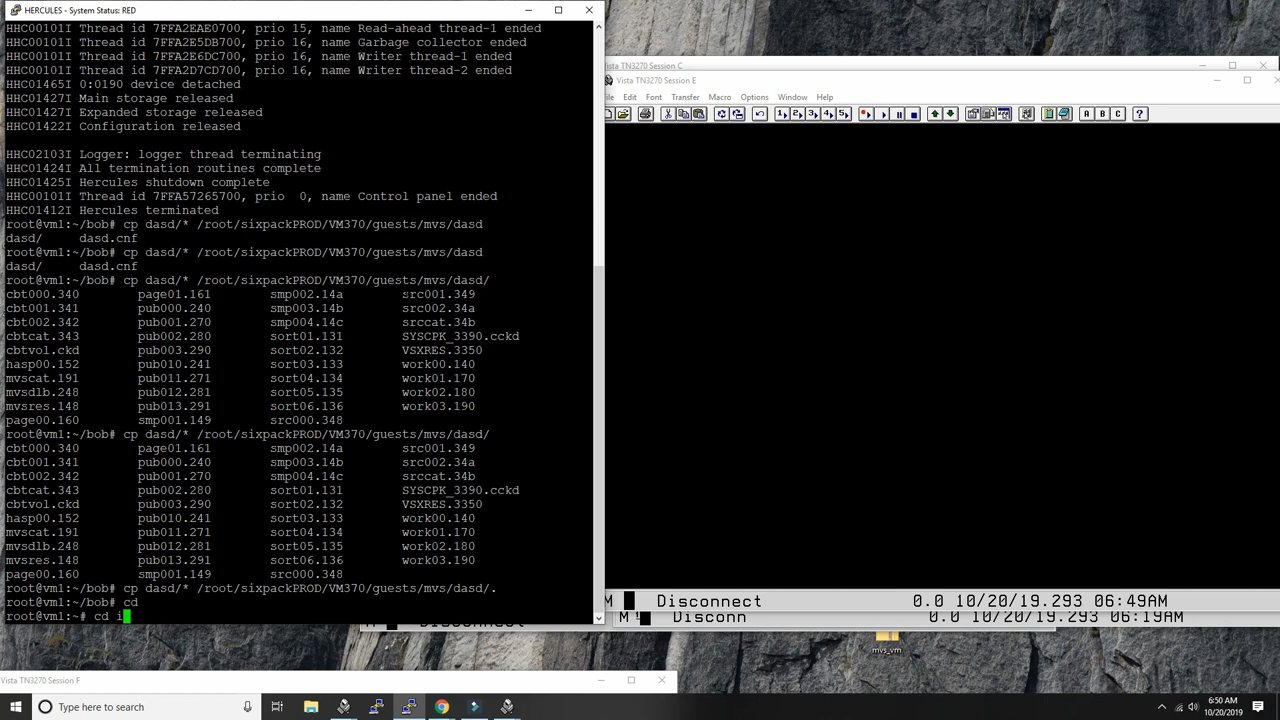 HERCULES - System Status: RED
HHC00101I Thread id 7FFA2EAE0700, prio 15, name Read-ahead thread-1 ended
HHC00101I Thread id 7FFA2E5DB700, prio 16, name Garbage collector ended
HHC00101I Thread id 7FFA2E6DC700, prio 16, name Writer thread-1 ended
HHC00101I Thread id 7FFA2D7CD700, prio 16, name Writer thread-2 ended
HHC01465I 0:0190 device detached
HHC01427I Main storage released
HHC01427I Expanded storage released
HHC01422I Configuration released
HHC02103I Logger: logger thread terminating
HHC01424I All termination routines complete
HHC01425I Hercules shutdown complete
HHC00101I Thread id 7FFA57265700, prio  0, name Control panel ended
HHC01412I Hercules terminated
root@vm1:~/bob# cp dasd/* /root/sixpackPROD/VM370/guests/mvs/dasd
dasd/ dasd.cnf
root@vm1:~/bob# cp dasd/* /root/sixpackPROD/VM370/guests/mvs/dasd
dasd/ dasd.cnf
root@vm1:~/bob# cp dasd/* /root/sixpackPROD/VM370/guests/mvs/dasd/
cbt000.340 page01.161 smp002.14a src001.349
cbt001.341 pub000.240 smp003.14b src002.34a
cbt002.342 pub001.270 smp004.14c srccat.34b
cbtcat.343 pub002.280 sort01.131 SYSCPK_3390.cckd
cbtvol.ckd pub003.290 sort02.132 VSXRES.3350
hasp00.152 pub010.241 sort03.133 work00.140
mvscat.191 pub011.271 sort04.134 work01.170
mvsdlb.248 pub012.281 sort05.135 work02.180
mvsres.148 pub013.291 sort06.136 work03.190
page00.160 smp001.149 src000.348
root@vm1:~/bob# cp dasd/* /root/sixpackPROD/VM370/guests/mvs/dasd/
cbt000.340 page01.161 smp002.14a src001.349
cbt001.341 pub000.240 smp003.14b src002.34a
cbt002.342 pub001.270 smp004.14c srccat.34b
cbtcat.343 pub002.280 sort01.131 SYSCPK_3390.cckd
cbtvol.ckd pub003.290 sort02.132 VSXRES.3350
hasp00.152 pub010.241 sort03.133 work00.140
mvscat.191 pub011.271 sort04.134 work01.170
mvsdlb.248 pub012.281 sort05.135 work02.180
mvsres.148 pub013.291 sort06.136 work03.190
page00.160 smp001.149 src000.348
root@vm1:~/bob# cp dasd/* /root/sixpackPROD/VM370/guests/mvs/dasd/.
root@vm1:~/bob# cd
root@vm1:~# cd i
Vista TN3270 Session C
Vista TN3270 Session E
Edit Font Transfer Macro Options Window Help
1 2 3 4 5 A B C ?
M Disconnect 0.0 10/20/19.293 06:49AM
M Disconn 0.0 10/20/19.293 06:19AM
mvs_vm
Vista TN3270 Session F
Type here to search
6:50 AM
10/20/2019